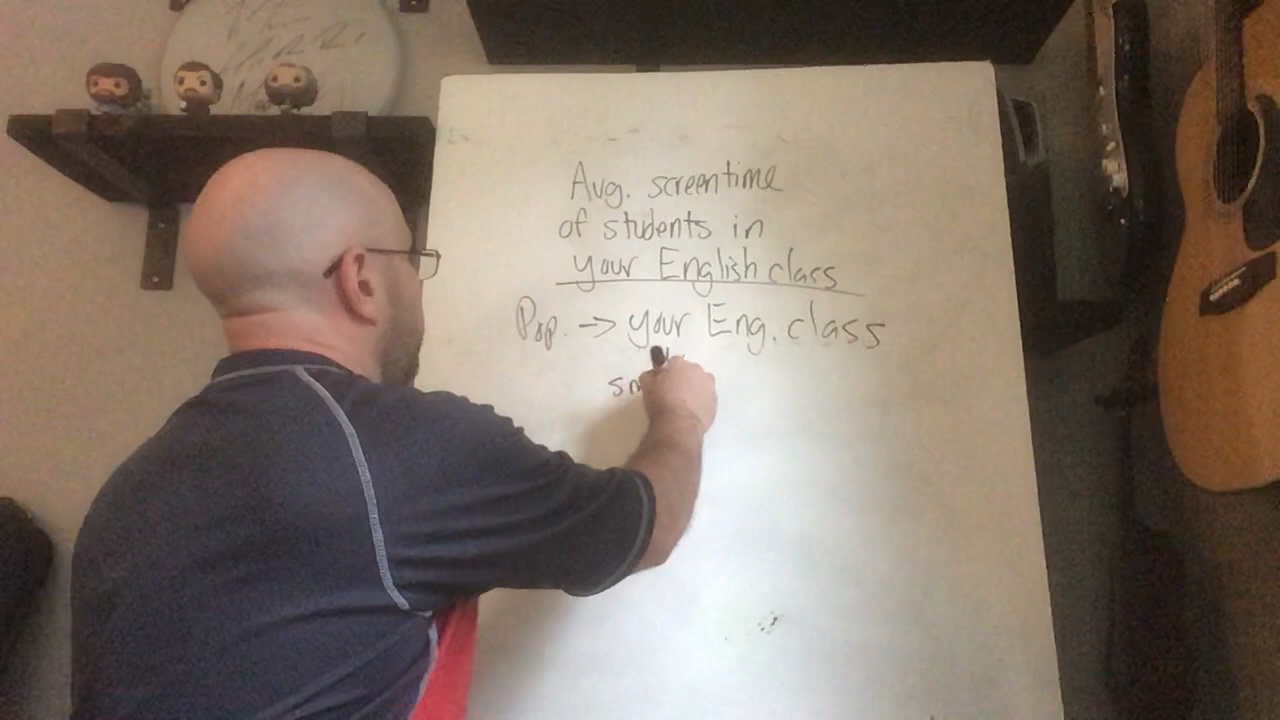 Avg. screentime
of students in
your English class
Pop. -> your Eng. class